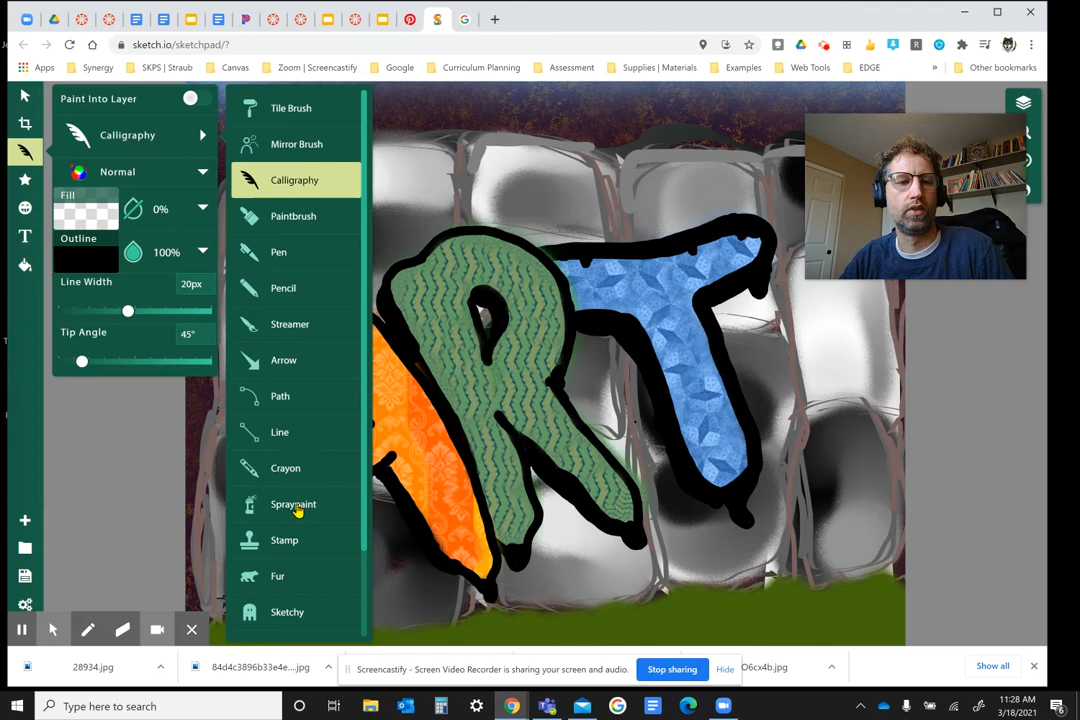 sketch.io/sketchpad/?
Apps
Synergy
SKPS | Straub
Canvas
Zoom | Screencastify
Google
Curriculum Planning
Assessment
Supplies | Materials
Examples
Web Tools
EDGE
»
Other bookmarks
Paint Into Layer
Calligraphy
Normal
Fill
0%
Outline
100%
Line Width
20px
Tip Angle
45°
Tile Brush
Mirror Brush
Calligraphy
Paintbrush
Pen
Pencil
Streamer
Arrow
Path
Line
Crayon
Spraypaint
Stamp
Fur
Sketchy
RT
28934.jpg
84d4c3896b33e4e....jpg
Screencastify - Screen Video Recorder is sharing your screen and audio.
Stop sharing
Hide
O6cx4b.jpg
Show all
Type here to search
11:28 AM
3/18/2021
6